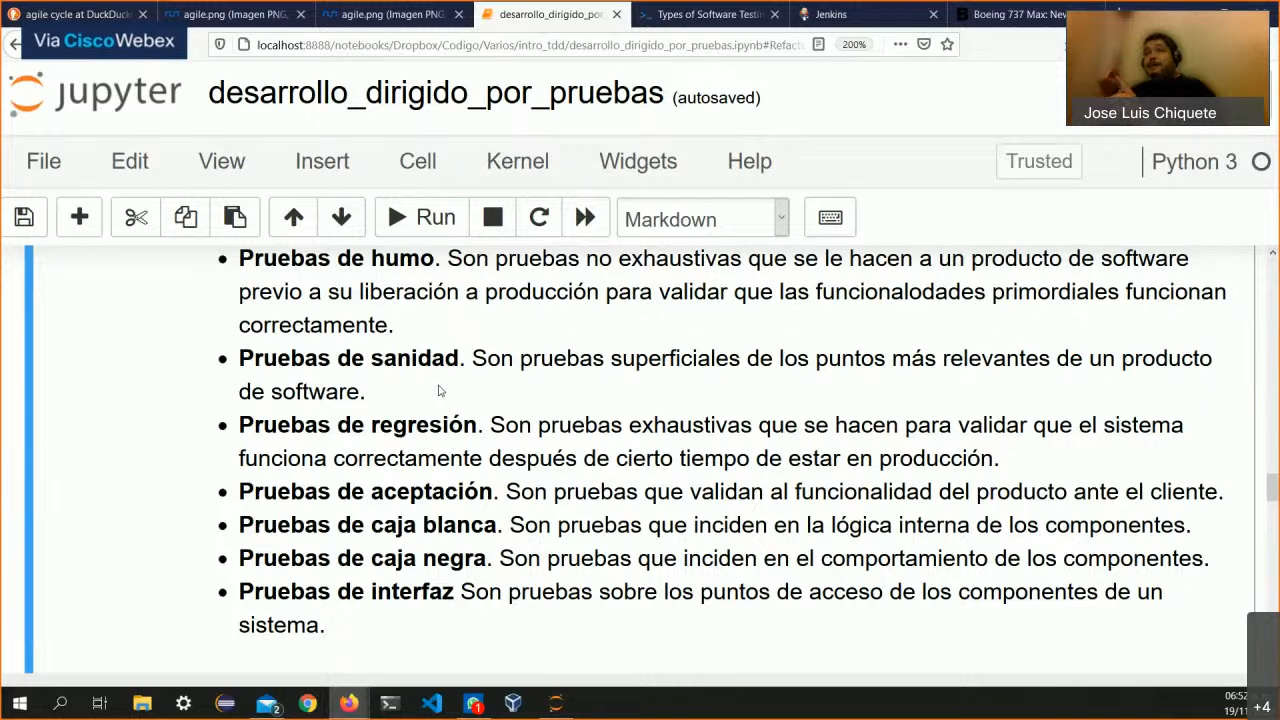 agile cycle at DuckDuck
agile.png (Imagen PNG,
agile.png (Imagen PNG,
desarrollo_dirigido_po
Types of Software Testi
Jenkins
Boeing 737 Max: Nev
Via CiscoWebex
localhost:8888/notebooks/Dropbox/Codigo/Varios/intro_tdd/desarrollo_dirigido_por_pruebas.ipynb#Refact
200%
jupyter desarrollo_dirigido_por_pruebas (autosaved)
Jose Luis Chiquete
File Edit View Insert Cell Kernel Widgets Help Trusted Python 3
Run Markdown
Pruebas de humo. Son pruebas no exhaustivas que se le hacen a un producto de software
previo a su liberación a producción para validar que las funcionalodades primordiales funcionan
correctamente.
Pruebas de sanidad. Son pruebas superficiales de los puntos más relevantes de un producto
de software.
Pruebas de regresión. Son pruebas exhaustivas que se hacen para validar que el sistema
funciona correctamente después de cierto tiempo de estar en producción.
Pruebas de aceptación. Son pruebas que validan al funcionalidad del producto ante el cliente.
Pruebas de caja blanca. Son pruebas que inciden en la lógica interna de los componentes.
Pruebas de caja negra. Son pruebas que inciden en el comportamiento de los componentes.
Pruebas de interfaz Son pruebas sobre los puntos de acceso de los componentes de un
sistema.
2
1
06:52
19/11
+4